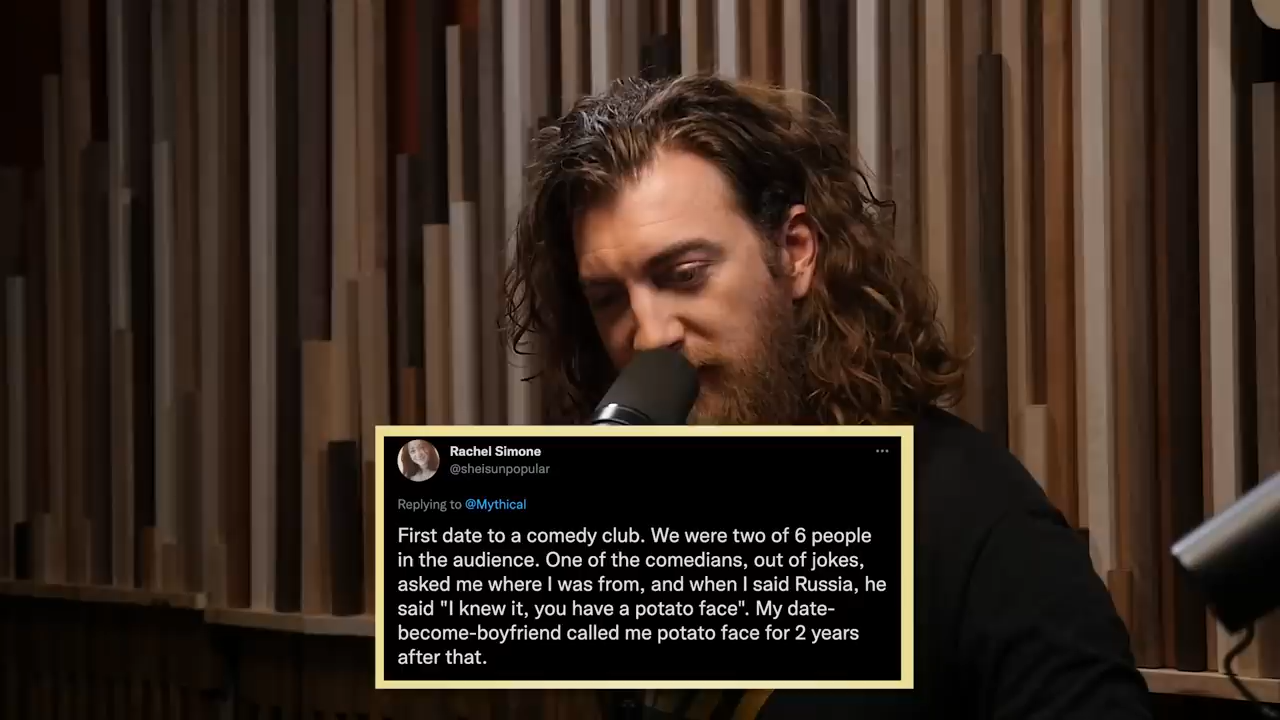 Rachel Simone
@sheisunpopular
Replying to @Mythical
First date to a comedy club. We were two of 6 people
in the audience. One of the comedians, out of jokes,
asked me where I was from, and when I said Russia, he
said "I knew it, you have a potato face". My date-
become-boyfriend called me potato face for 2 years
after that.